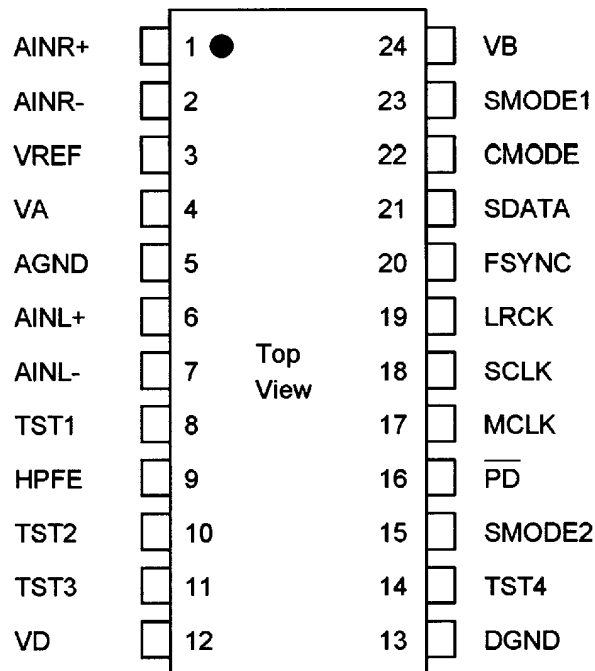 AINR+ 1 24 VB
AINR- 2 23 SMODE1
VREF 3 22 CMODE
VA 4 21 SDATA
AGND 5 20 FSYNC
AINL+ 6 19 LRCK
AINL- 7 Top 18 SCLK
View
TST1 8 17 MCLK
HPFE 9 16 P̅D̅
TST2 10 15 SMODE2
TST3 11 14 TST4
VD 12 13 DGND